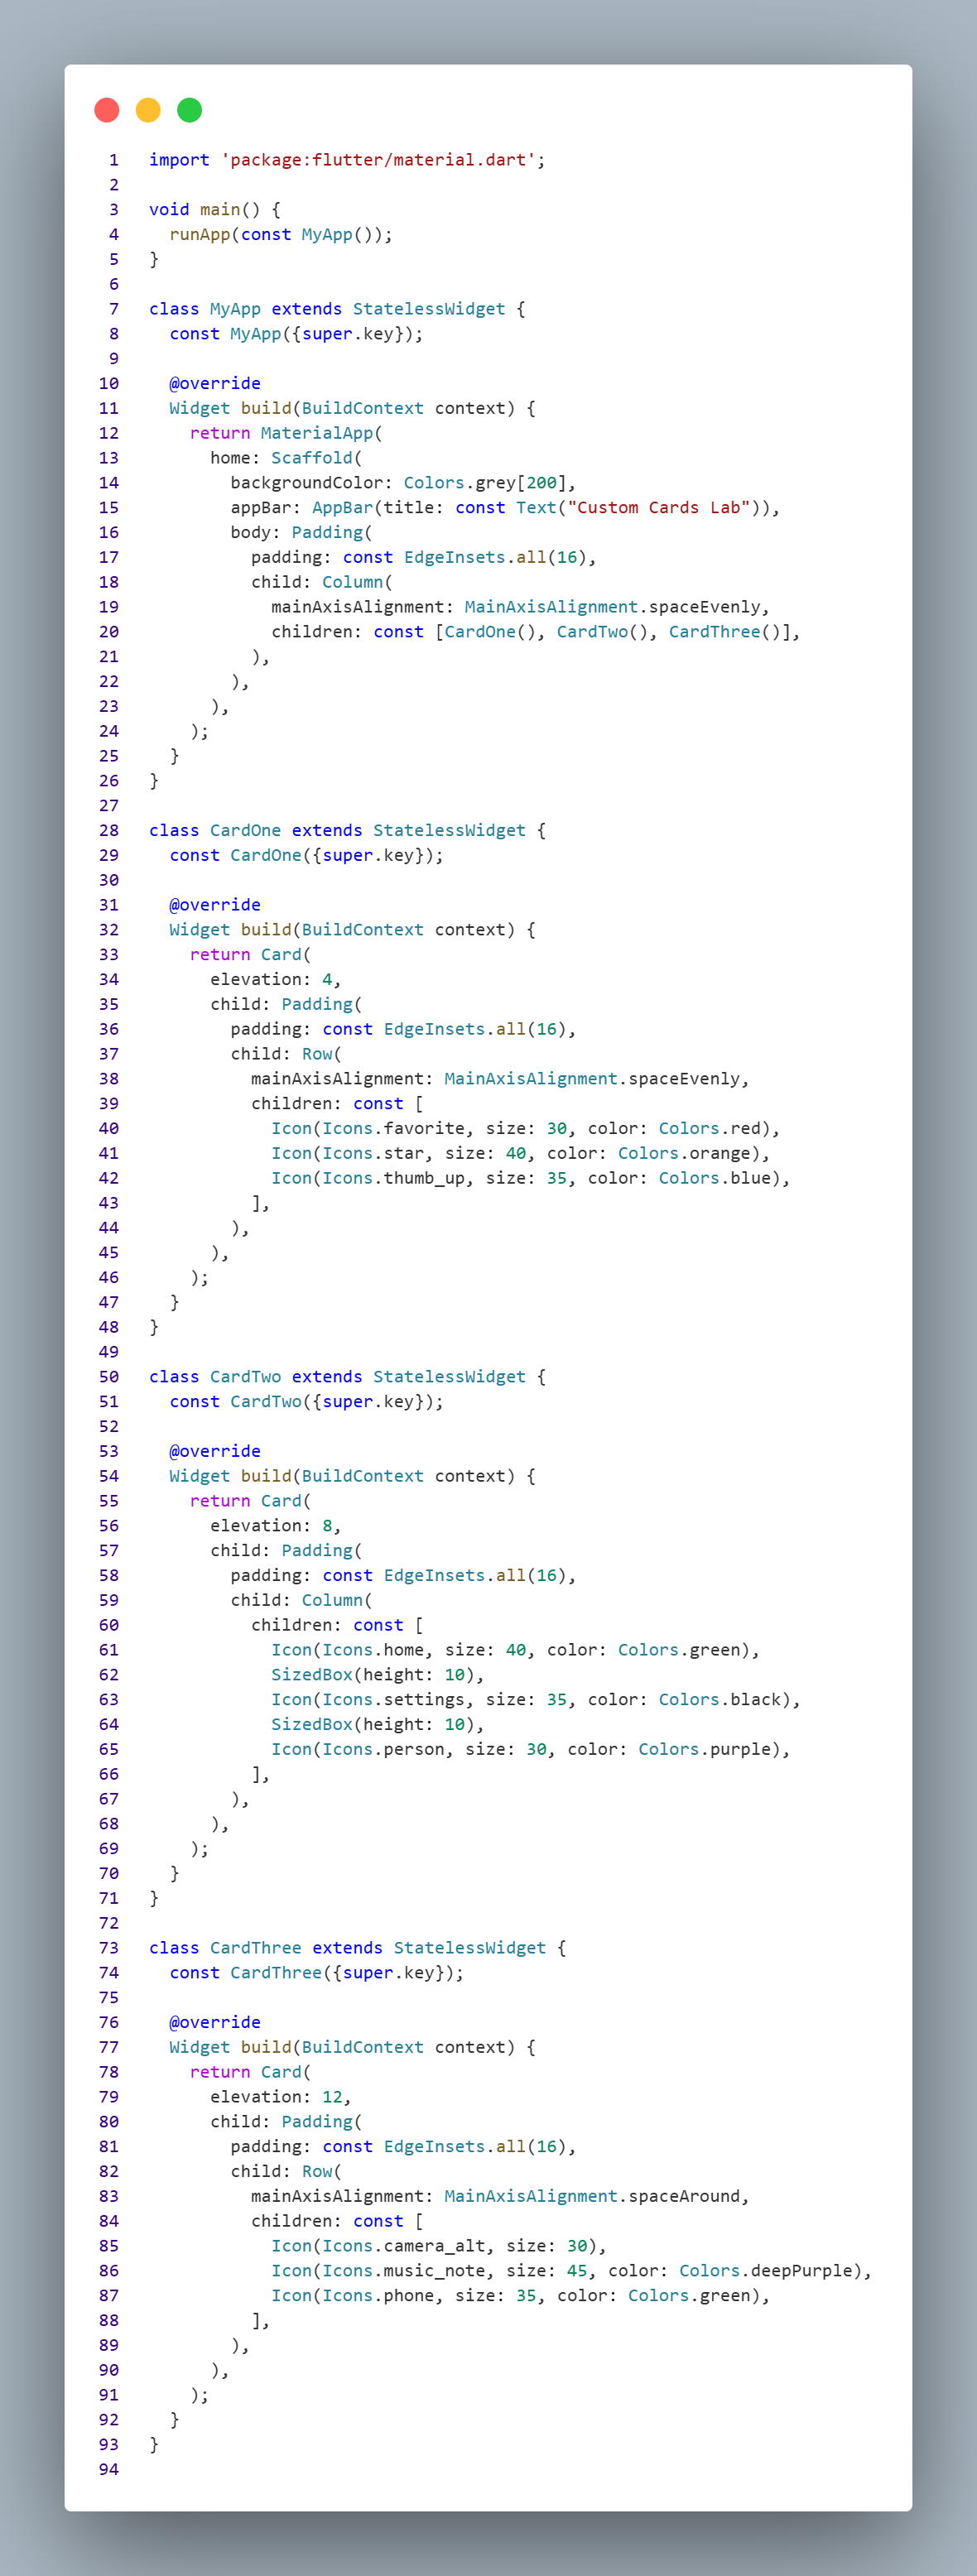 1 import 'package:flutter/material.dart';
2
3 void main() {
4   runApp(const MyApp());
5 }
6
7 class MyApp extends StatelessWidget {
8   const MyApp({super.key});
9
10   @override
11   Widget build(BuildContext context) {
12     return MaterialApp(
13       home: Scaffold(
14         backgroundColor: Colors.grey[200],
15         appBar: AppBar(title: const Text("Custom Cards Lab")),
16         body: Padding(
17           padding: const EdgeInsets.all(16),
18           child: Column(
19             mainAxisAlignment: MainAxisAlignment.spaceEvenly,
20             children: const [CardOne(), CardTwo(), CardThree()],
21           ),
22         ),
23       ),
24     );
25   }
26 }
27
28 class CardOne extends StatelessWidget {
29   const CardOne({super.key});
30
31   @override
32   Widget build(BuildContext context) {
33     return Card(
34       elevation: 4,
35       child: Padding(
36         padding: const EdgeInsets.all(16),
37         child: Row(
38           mainAxisAlignment: MainAxisAlignment.spaceEvenly,
39           children: const [
40             Icon(Icons.favorite, size: 30, color: Colors.red),
41             Icon(Icons.star, size: 40, color: Colors.orange),
42             Icon(Icons.thumb_up, size: 35, color: Colors.blue),
43           ],
44         ),
45       ),
46     );
47   }
48 }
49
50 class CardTwo extends StatelessWidget {
51   const CardTwo({super.key});
52
53   @override
54   Widget build(BuildContext context) {
55     return Card(
56       elevation: 8,
57       child: Padding(
58         padding: const EdgeInsets.all(16),
59         child: Column(
60           children: const [
61             Icon(Icons.home, size: 40, color: Colors.green),
62             SizedBox(height: 10),
63             Icon(Icons.settings, size: 35, color: Colors.black),
64             SizedBox(height: 10),
65             Icon(Icons.person, size: 30, color: Colors.purple),
66           ],
67         ),
68       ),
69     );
70   }
71 }
72
73 class CardThree extends StatelessWidget {
74   const CardThree({super.key});
75
76   @override
77   Widget build(BuildContext context) {
78     return Card(
79       elevation: 12,
80       child: Padding(
81         padding: const EdgeInsets.all(16),
82         child: Row(
83           mainAxisAlignment: MainAxisAlignment.spaceAround,
84           children: const [
85             Icon(Icons.camera_alt, size: 30),
86             Icon(Icons.music_note, size: 45, color: Colors.deepPurple),
87             Icon(Icons.phone, size: 35, color: Colors.green),
88           ],
89         ),
90       ),
91     );
92   }
93 }
94